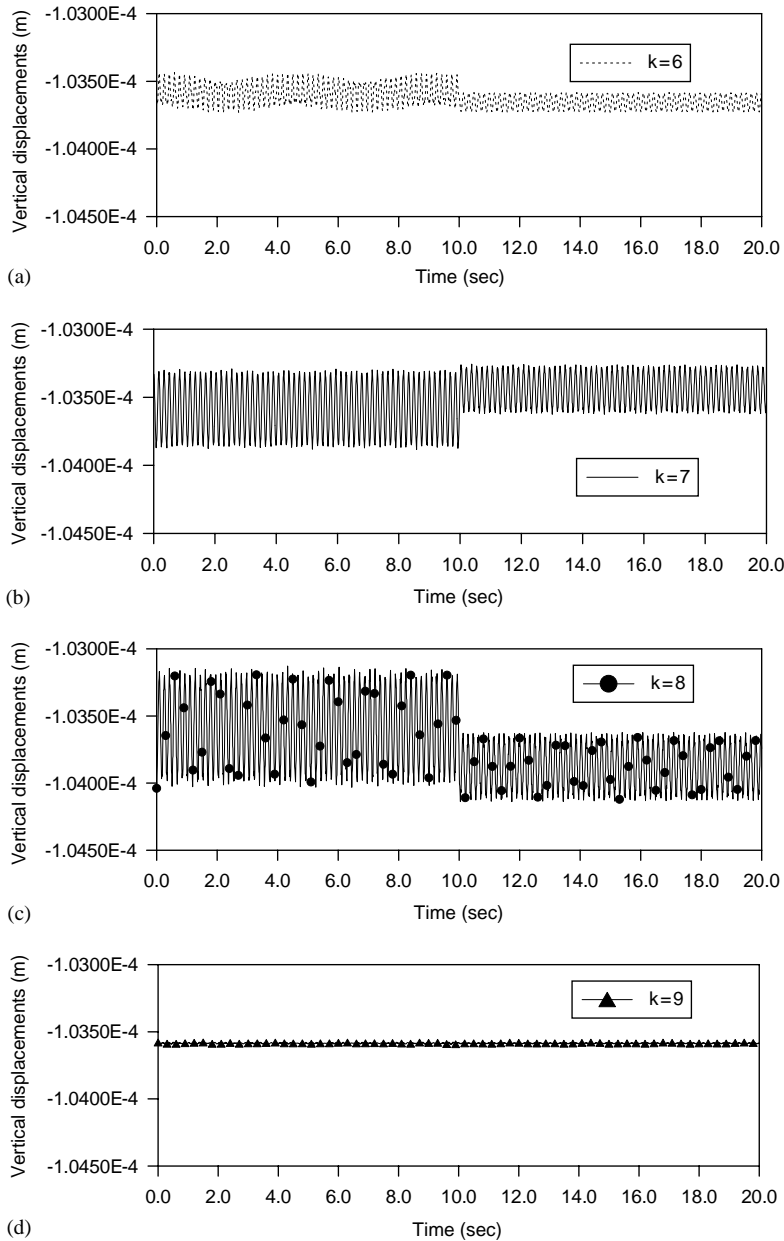 -1.0300E-4
-1.0350E-4
-1.0400E-4
-1.0450E-4
Vertical displacements (m)
k=6
0.0 2.0 4.0 6.0 8.0 10.0 12.0 14.0 16.0 18.0 20.0
Time (sec)
(a)
-1.0300E-4
-1.0350E-4
-1.0400E-4
-1.0450E-4
Vertical displacements (m)
k=7
0.0 2.0 4.0 6.0 8.0 10.0 12.0 14.0 16.0 18.0 20.0
Time (sec)
(b)
-1.0300E-4
-1.0350E-4
-1.0400E-4
-1.0450E-4
Vertical displacements (m)
k=8
0.0 2.0 4.0 6.0 8.0 10.0 12.0 14.0 16.0 18.0 20.0
Time (sec)
(c)
-1.0300E-4
-1.0350E-4
-1.0400E-4
-1.0450E-4
Vertical displacements (m)
k=9
0.0 2.0 4.0 6.0 8.0 10.0 12.0 14.0 16.0 18.0 20.0
Time (sec)
(d)